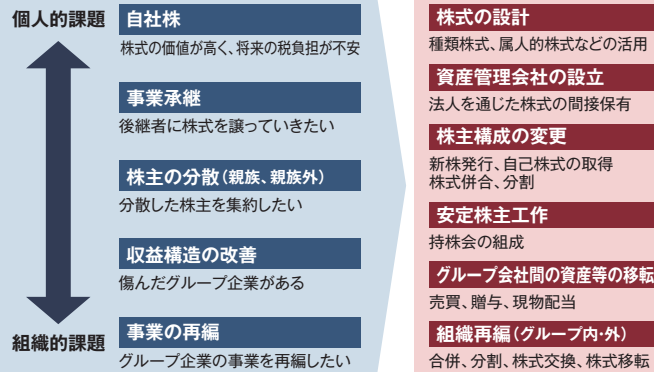 個人的課題
自社株
株式の価値が高く、将来の税負担が不安
事業承継
後継者に株式を譲っていきたい
株主の分散（親族、親族外）
分散した株主を集約したい
収益構造の改善
傷んだグループ企業がある
組織的課題
事業の再編
グループ企業の事業を再編したい
株式の設計
種類株式、属人的株式などの活用
資産管理会社の設立
法人を通じた株式の間接保有
株主構成の変更
新株発行、自己株式の取得
株式併合、分割
安定株主工作
持株会の組成
グループ会社間の資産等の移転
売買、贈与、現物配当
組織再編（グループ内・外）
合併、分割、株式交換、株式移転